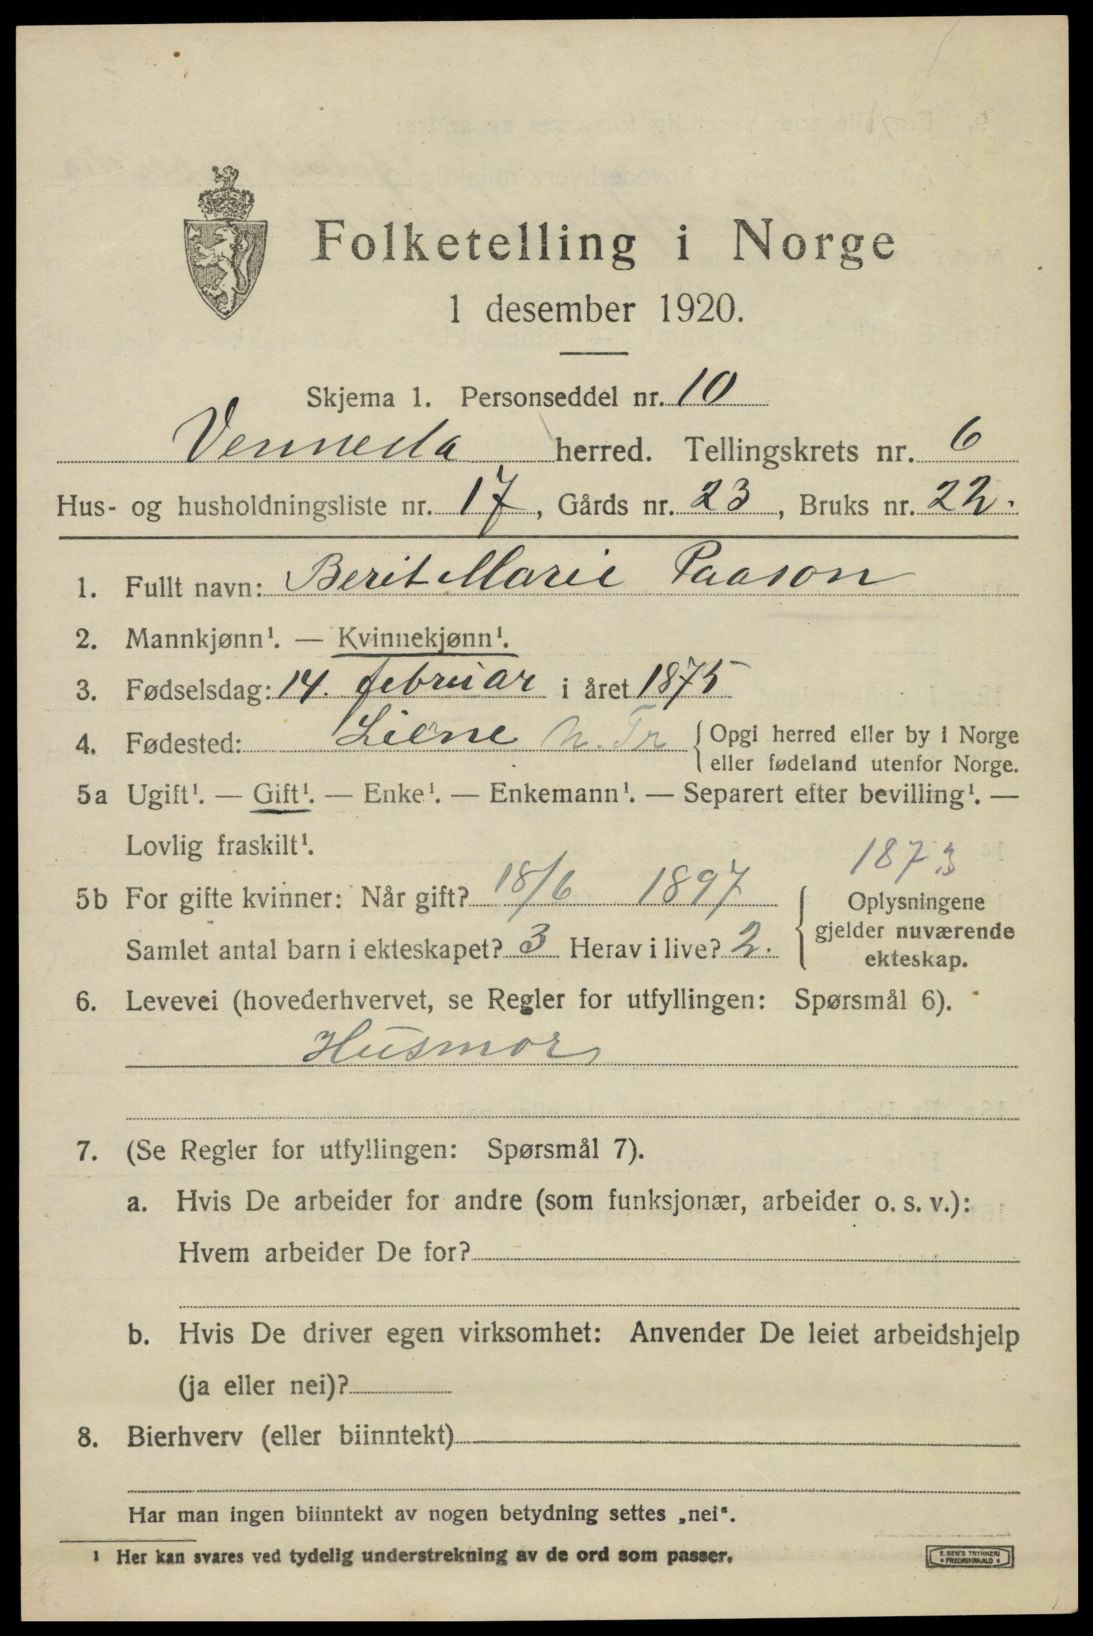 Folketelling i Norge
1 desember 1920.
Skjema 1. Personseddel nr. 10
Vennesla herred. Tellingskrets nr. 6
Hus- og husholdningsliste nr. 17, Gårds nr. 23, Bruks nr. 22.
1. Fullt navn: Berit Marie Paason
2. Mannkjønn¹. — Kvinnekjønn¹.
3. Fødselsdag: 14. februar i året 1875
4. Fødested: Lierne N. Tr { Opgi herred eller by i Norge
eller fødeland utenfor Norge.
5a Ugift¹. — Gift¹. — Enke¹. — Enkemann¹. — Separert efter bevilling¹. —
Lovlig fraskilt¹.
1873
5b For gifte kvinner: Når gift? 18/6 1897 { Oplysningene
gjelder nuværende
Samlet antal barn i ekteskapet? 3 Herav i live? 2.
ekteskap.
6. Levevei (hovederhvervet, se Regler for utfyllingen: Spørsmål 6).
Husmor
7. (Se Regler for utfyllingen: Spørsmål 7).
a. Hvis De arbeider for andre (som funksjonær, arbeider o. s. v.):
Hvem arbeider De for?
b. Hvis De driver egen virksomhet: Anvender De leiet arbeidshjelp
(ja eller nei)?
8. Bierhverv (eller biinntekt)
Har man ingen biinntekt av nogen betydning settes „nei“.
¹ Her kan svares ved tydelig understrekning av de ord som passer.
E. SEM'S TRYKKERI
FREDRIKSHALD